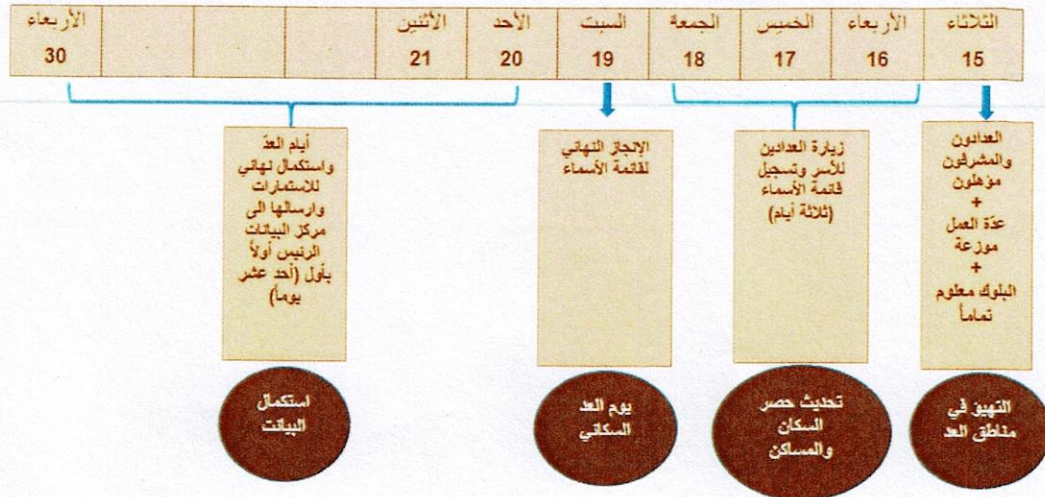 الثلاثاء
15
الأربعاء
16
الخميس
17
الجمعة
18
السبت
19
الأحد
20
الأثنين
21
الأربعاء
30
العدادون
والمشرفون
مؤهلون
+
عدّة العمل
موزعة
+
البلوك معلوم
تماماً
زيارة العدادين
للأسر وتسجيل
قائمة الأسماء
(ثلاثة أيام)
الإنجاز النهائي
لقائمة الأسماء
أيام العدّ
واستكمال نهائي
للاستمارات
وارسالها الى
مركز البيانات
الرئيس أولاً
بأول (أحد عشر
يوماً)
التهيؤ في
مناطق العد
تحديث حصر
السكان
والمساكن
يوم العد
السكاني
استكمال
البيانت